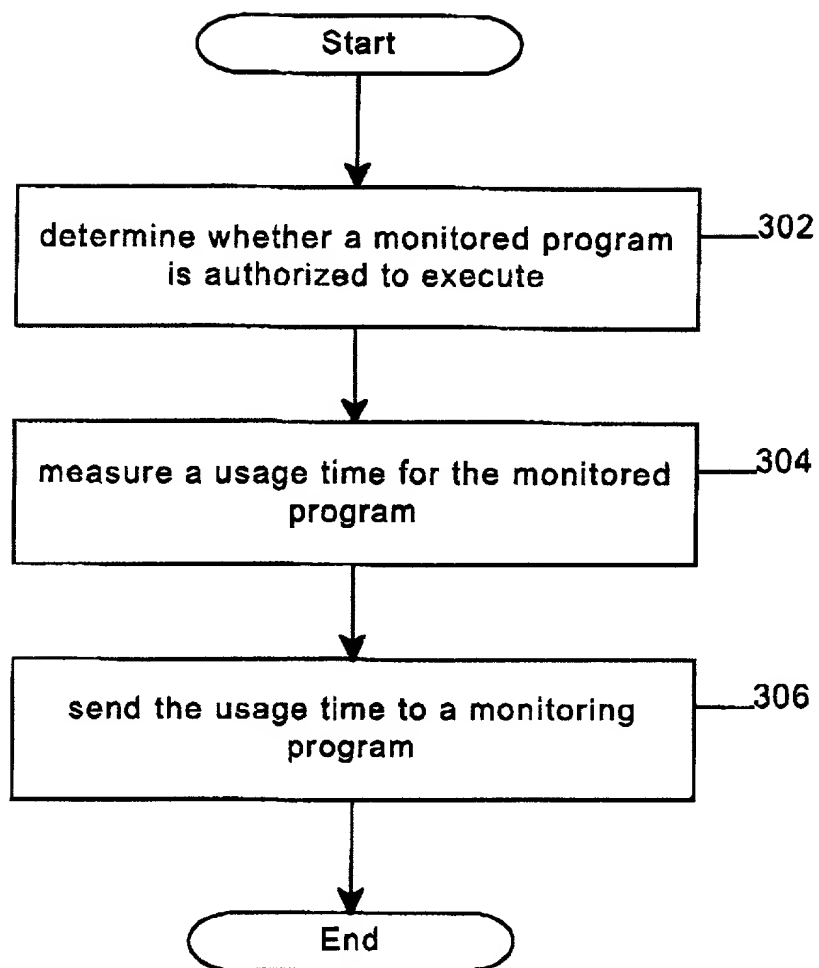 Start
determine whether a monitored program
is authorized to execute
302
measure a usage time for the monitored
program
304
send the usage time to a monitoring
program
306
End